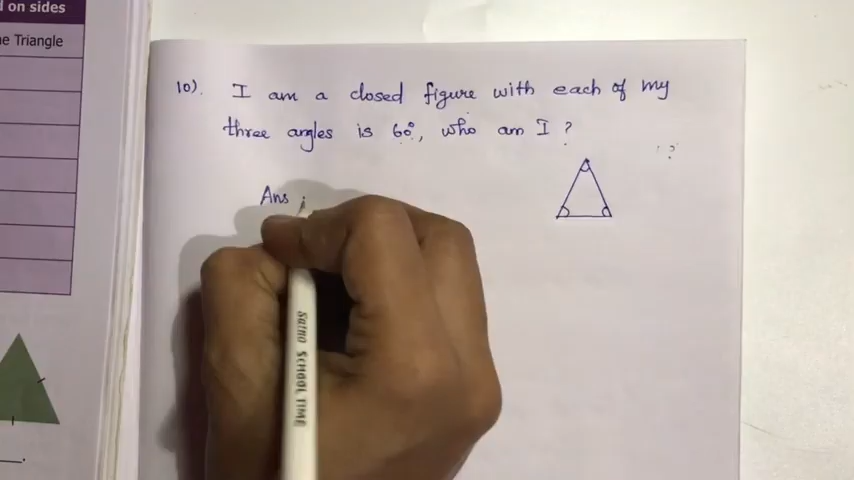 on sides
e Triangle
10). I am a closed figure with each of my
three angles is 60°, who am I ?
Ans :
SCHOOL TIME